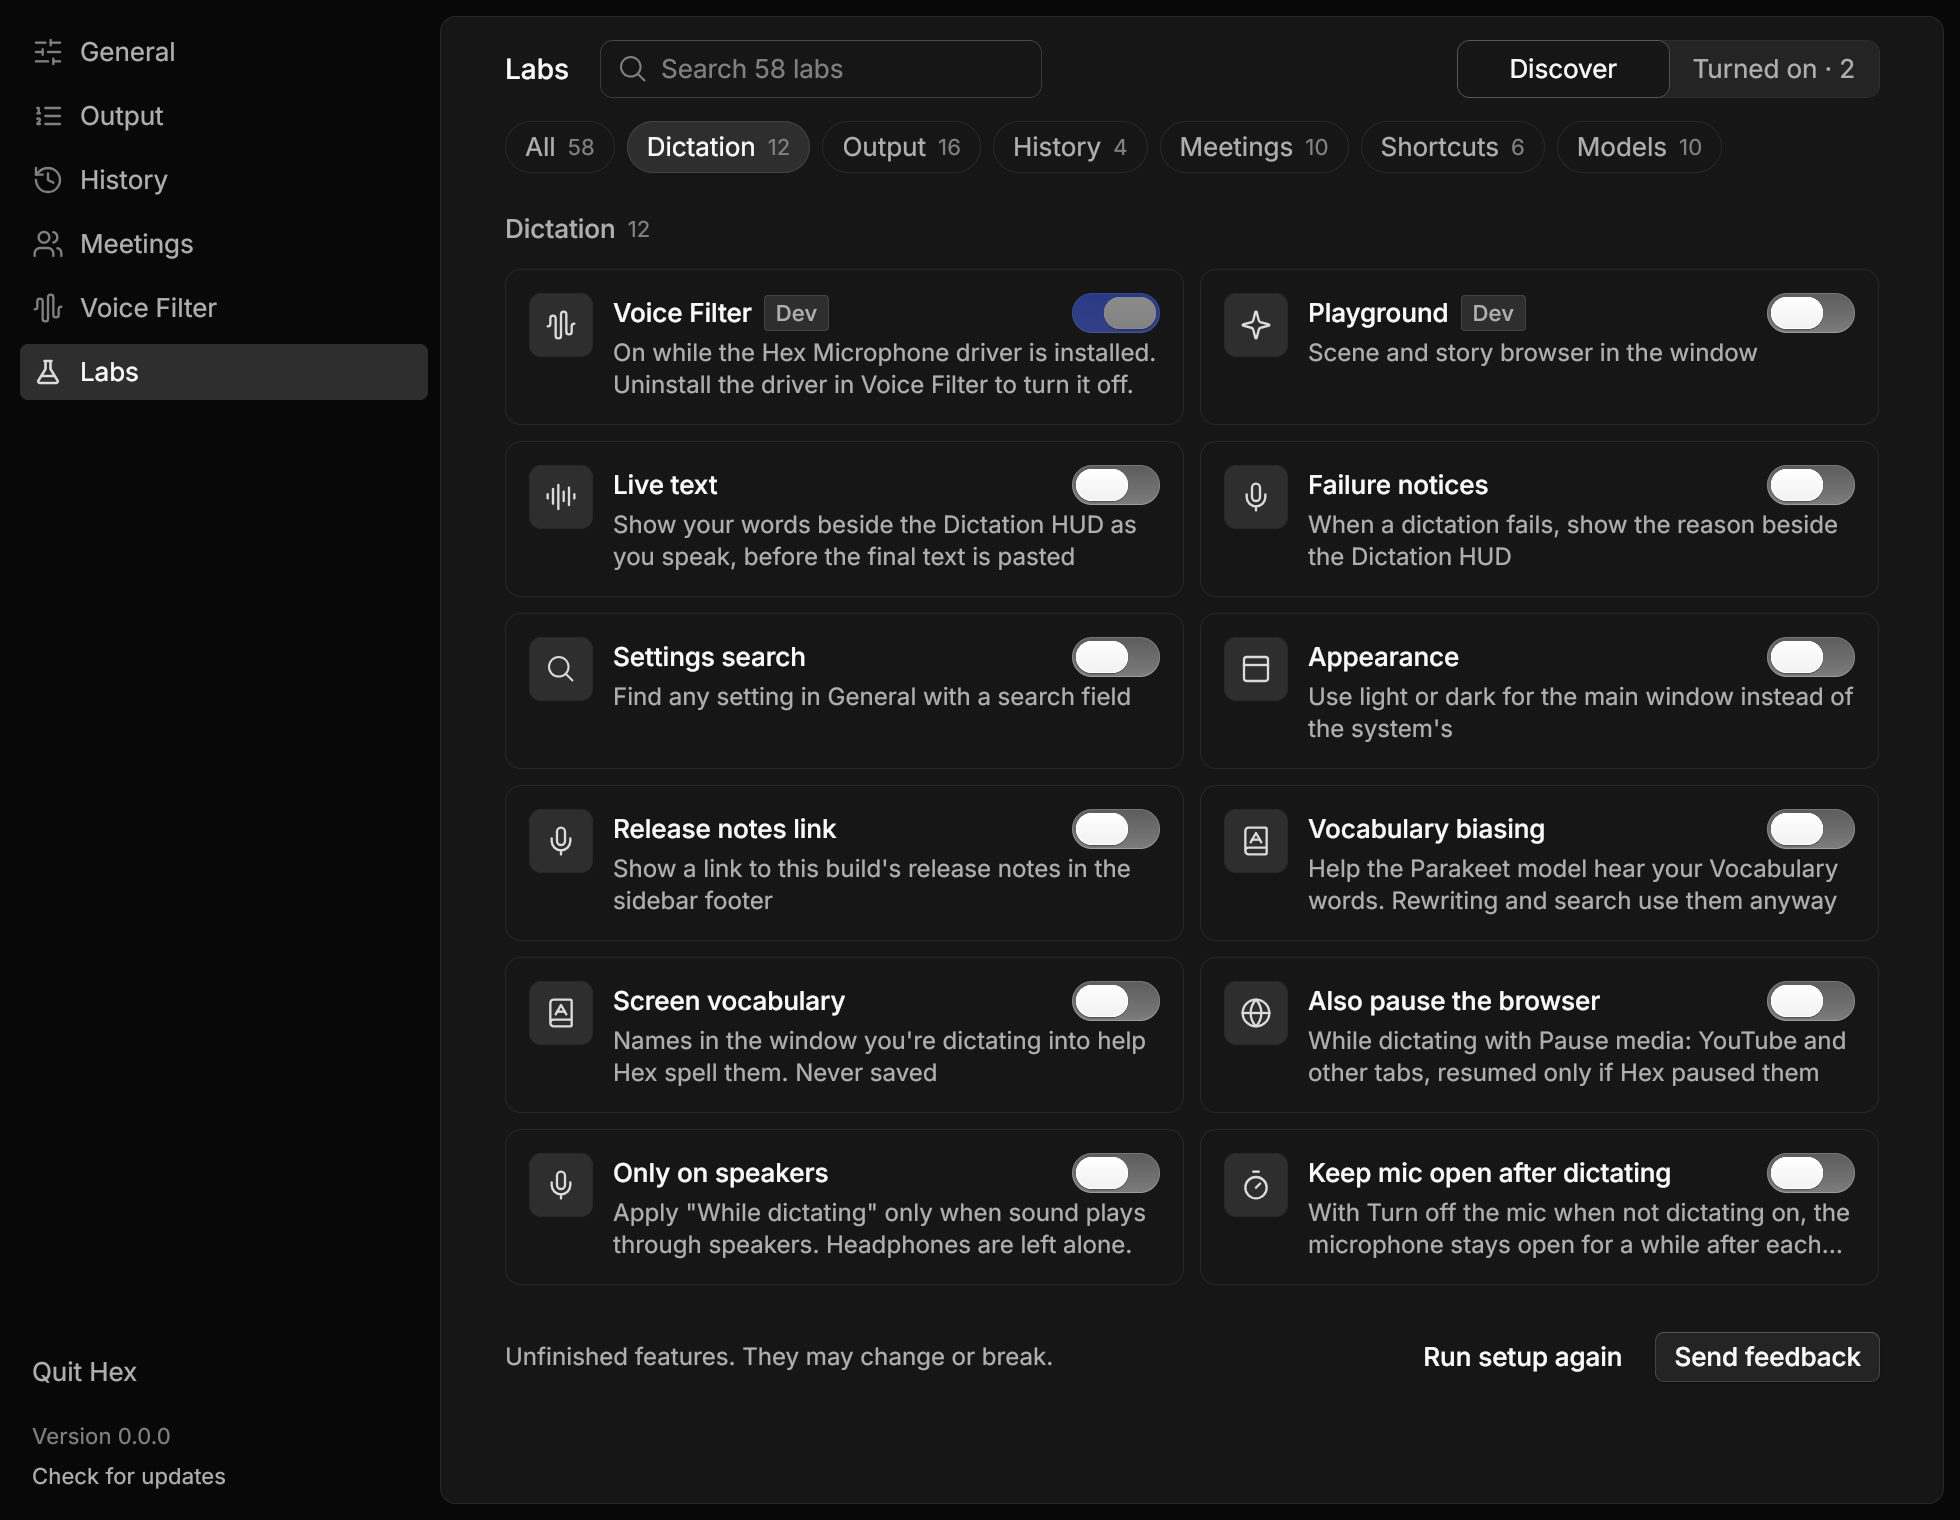 General
Output
History
Meetings
Voice Filter
Labs
Quit Hex
Version 0.0.0
Check for updates
Labs
Search 58 labs
Discover
Turned on · 2
All 58
Dictation 12
Output 16
History 4
Meetings 10
Shortcuts 6
Models 10
Dictation 12
Voice Filter Dev
On while the Hex Microphone driver is installed.
Uninstall the driver in Voice Filter to turn it off.
Playground Dev
Scene and story browser in the window
Live text
Show your words beside the Dictation HUD as
you speak, before the final text is pasted
Failure notices
When a dictation fails, show the reason beside
the Dictation HUD
Settings search
Find any setting in General with a search field
Appearance
Use light or dark for the main window instead of
the system's
Release notes link
Show a link to this build's release notes in the
sidebar footer
Vocabulary biasing
Help the Parakeet model hear your Vocabulary
words. Rewriting and search use them anyway
Screen vocabulary
Names in the window you're dictating into help
Hex spell them. Never saved
Also pause the browser
While dictating with Pause media: YouTube and
other tabs, resumed only if Hex paused them
Only on speakers
Apply "While dictating" only when sound plays
through speakers. Headphones are left alone.
Keep mic open after dictating
With Turn off the mic when not dictating on, the
microphone stays open for a while after each...
Unfinished features. They may change or break.
Run setup again
Send feedback